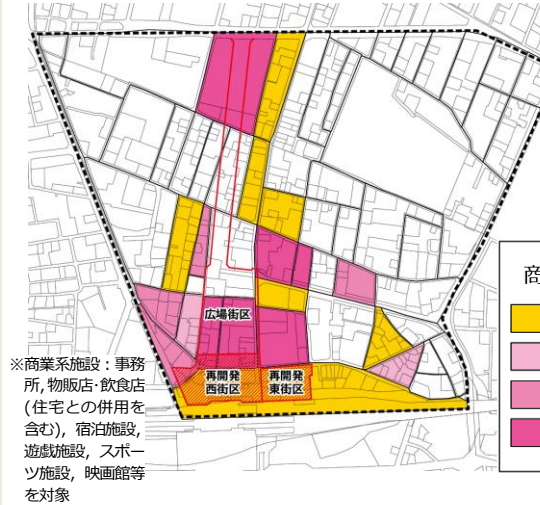 商
広場街区
再開発
西街区
再開発
東街区
※商業系施設：事務
所，物販店・飲食店
(住宅との併用を
含む)，宿泊施設，
遊戯施設，スポー
ツ施設，映画館等
を対象